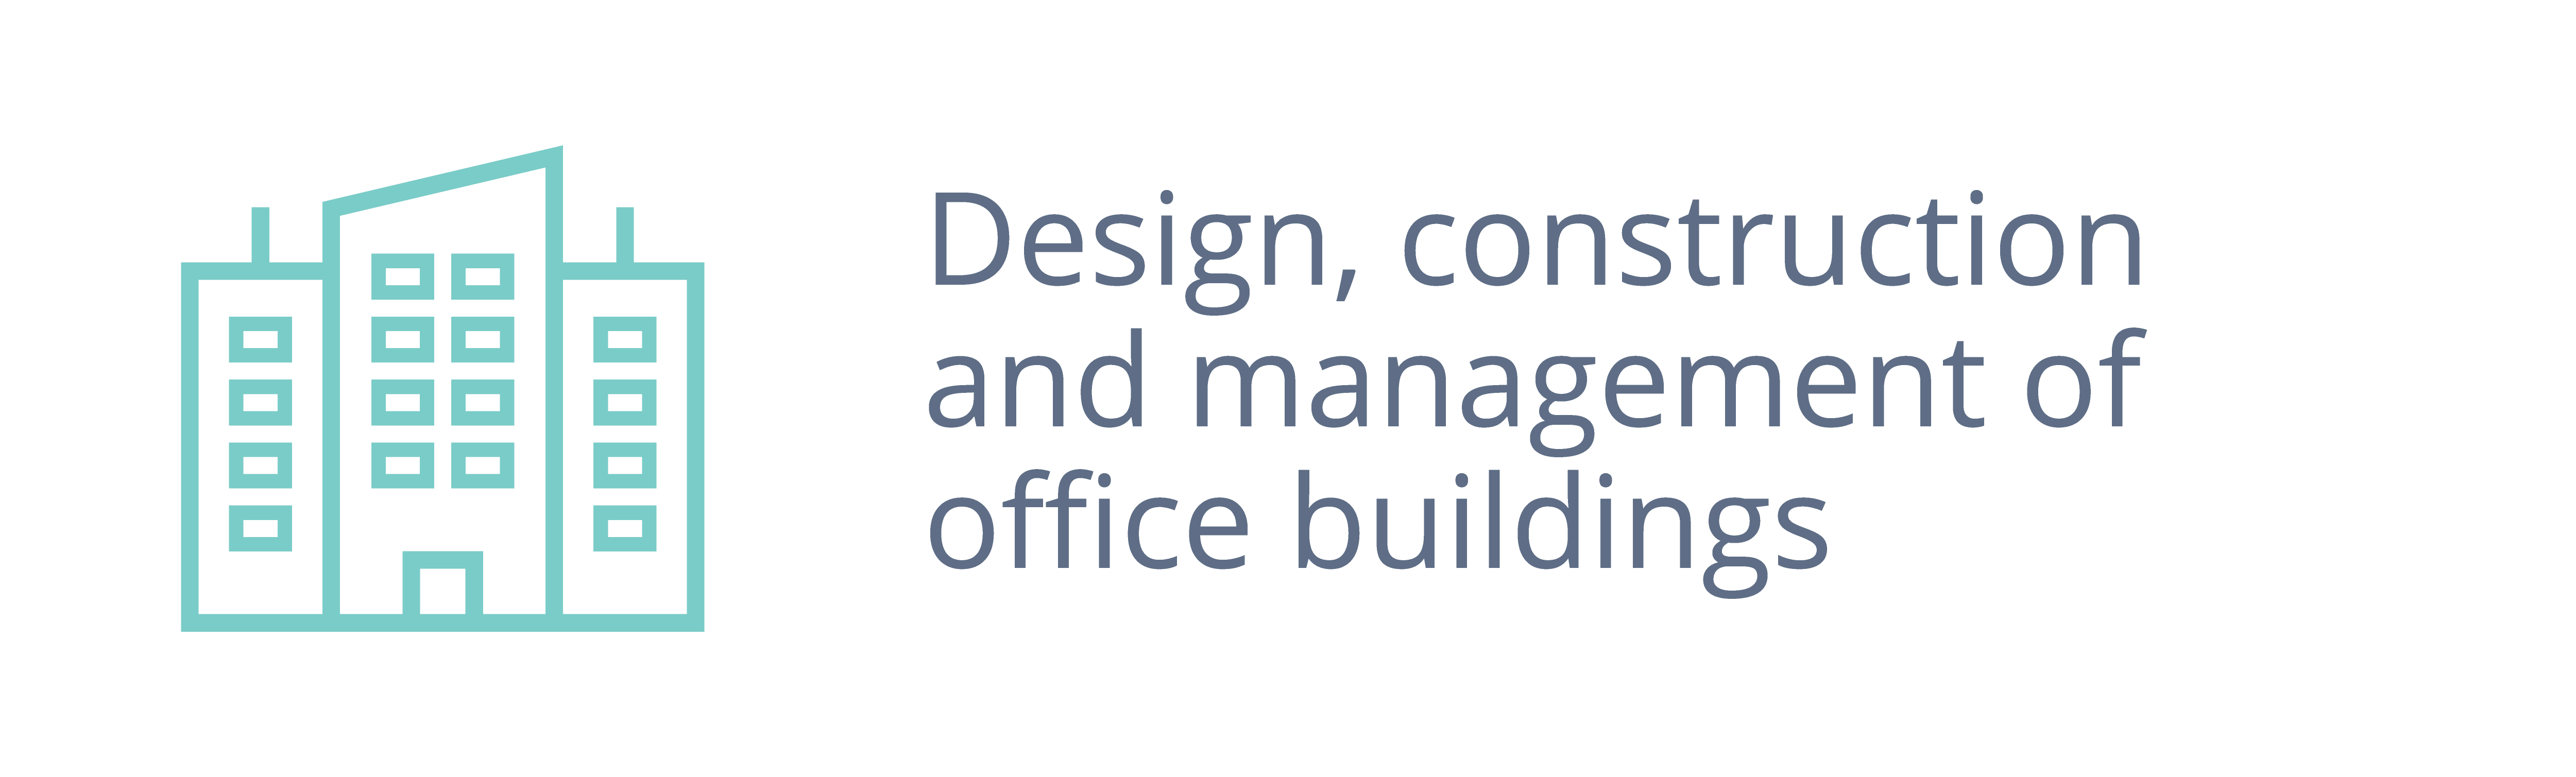 Design, construction
and management of
office buildings